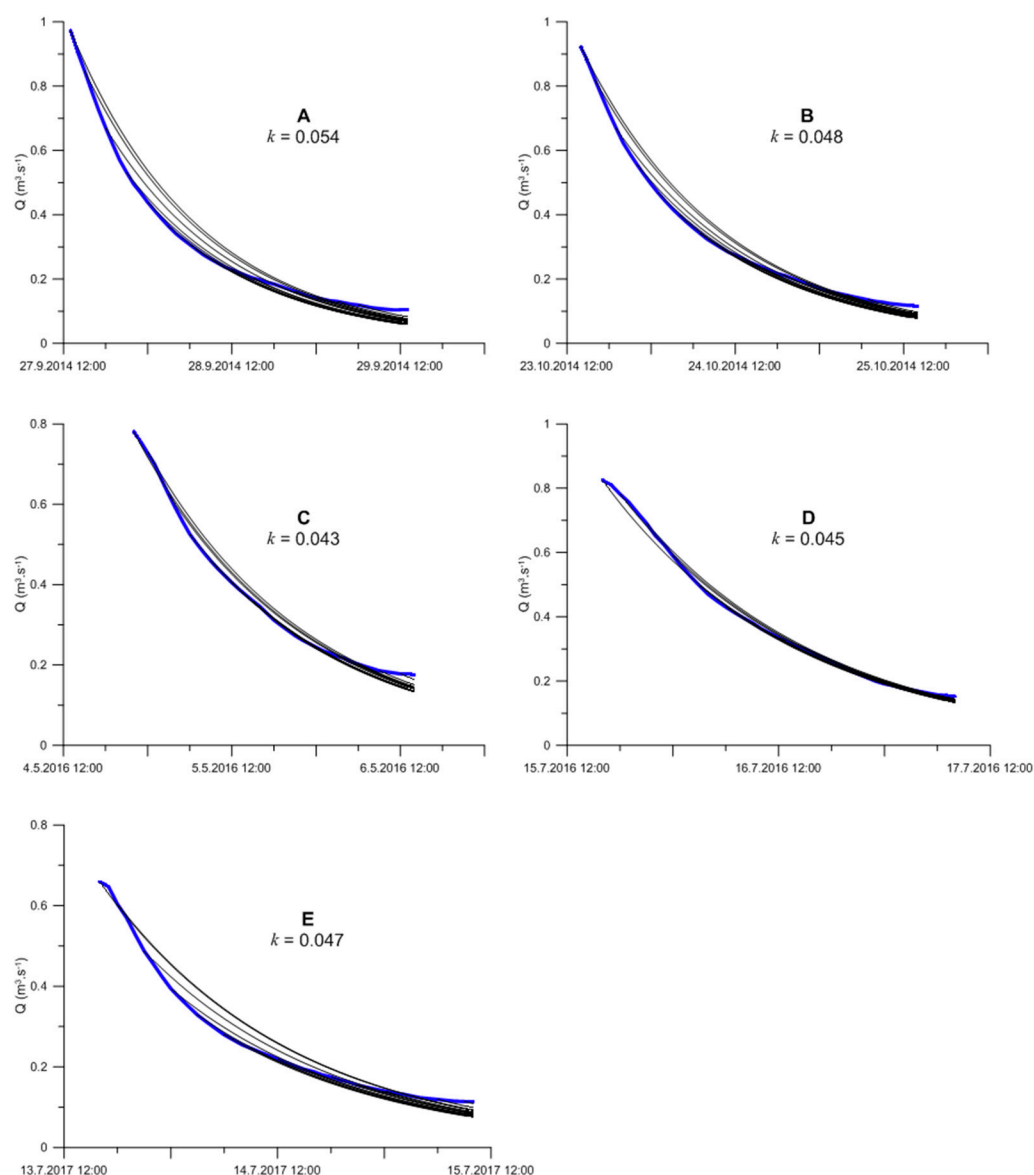 1
0.8
0.6
0.4
0.2
0
Q (m³.s⁻¹)
A
k = 0.054
27.9.2014 12:00
28.9.2014 12:00
29.9.2014 12:00
1
0.8
0.6
0.4
0.2
0
Q (m³.s⁻¹)
B
k = 0.048
23.10.2014 12:00
24.10.2014 12:00
25.10.2014 12:00
0.8
0.6
0.4
0.2
0
Q (m³.s⁻¹)
C
k = 0.043
4.5.2016 12:00
5.5.2016 12:00
6.5.2016 12:00
1
0.8
0.6
0.4
0.2
0
Q (m³.s⁻¹)
D
k = 0.045
15.7.2016 12:00
16.7.2016 12:00
17.7.2016 12:00
0.8
0.6
0.4
0.2
0
Q (m³.s⁻¹)
E
k = 0.047
13.7.2017 12:00
14.7.2017 12:00
15.7.2017 12:00